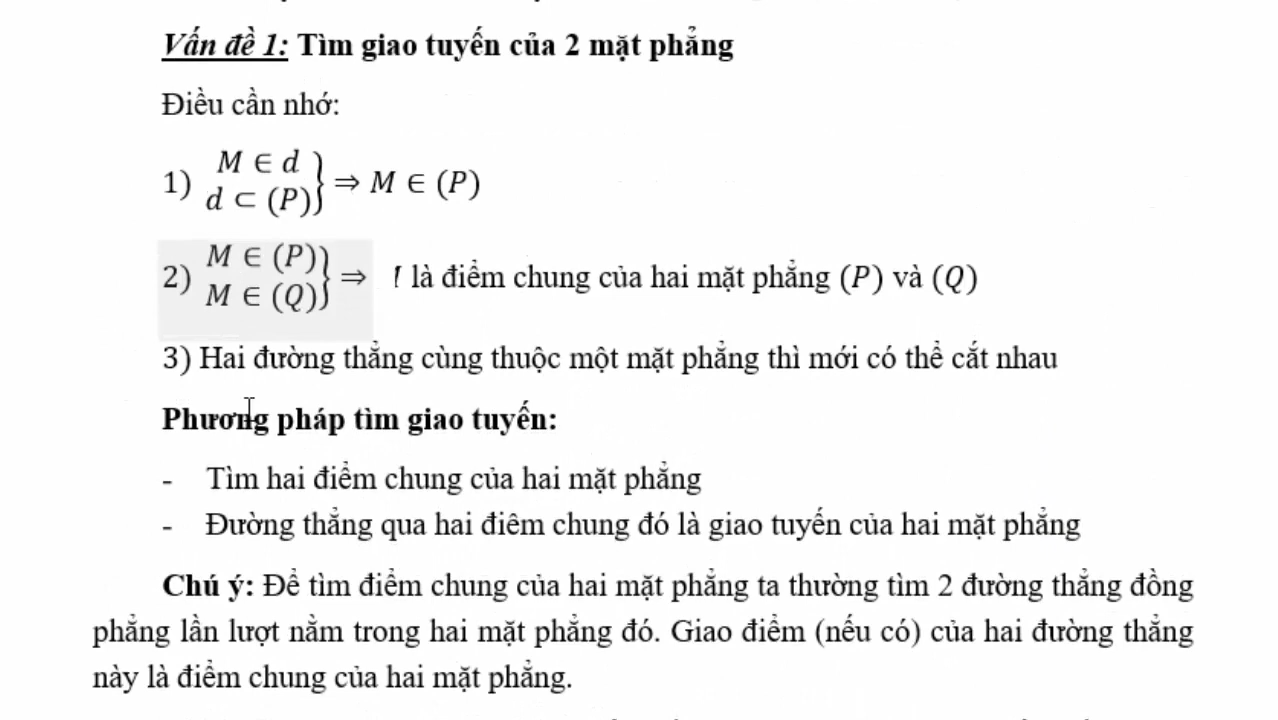 Vấn đề 1: Tìm giao tuyến của 2 mặt phẳng
Điều cần nhớ:
1) M ∈ d
d ⊂ (P)} ⇒ M ∈ (P)
2) M ∈ (P)
M ∈ (Q)} ⇒ là điểm chung của hai mặt phẳng (P) và (Q)
3) Hai đường thẳng cùng thuộc một mặt phẳng thì mới có thể cắt nhau
Phương pháp tìm giao tuyến:
- Tìm hai điểm chung của hai mặt phẳng
- Đường thẳng qua hai điêm chung đó là giao tuyến của hai mặt phẳng
Chú ý: Để tìm điểm chung của hai mặt phẳng ta thường tìm 2 đường thẳng đồng
phẳng lần lượt nằm trong hai mặt phẳng đó. Giao điểm (nếu có) của hai đường thẳng
này là điểm chung của hai mặt phẳng.